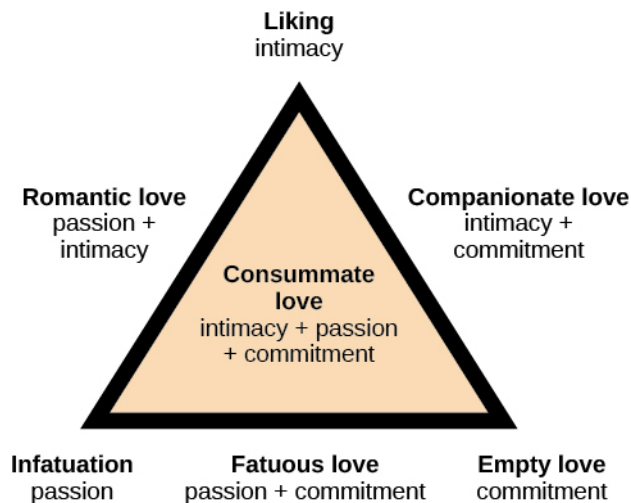 Liking
intimacy
Romantic love
passion +
intimacy
Companionate love
intimacy +
commitment
Consummate
love
intimacy + passion
+ commitment
Infatuation
passion
Fatuous love
passion + commitment
Empty love
commitment